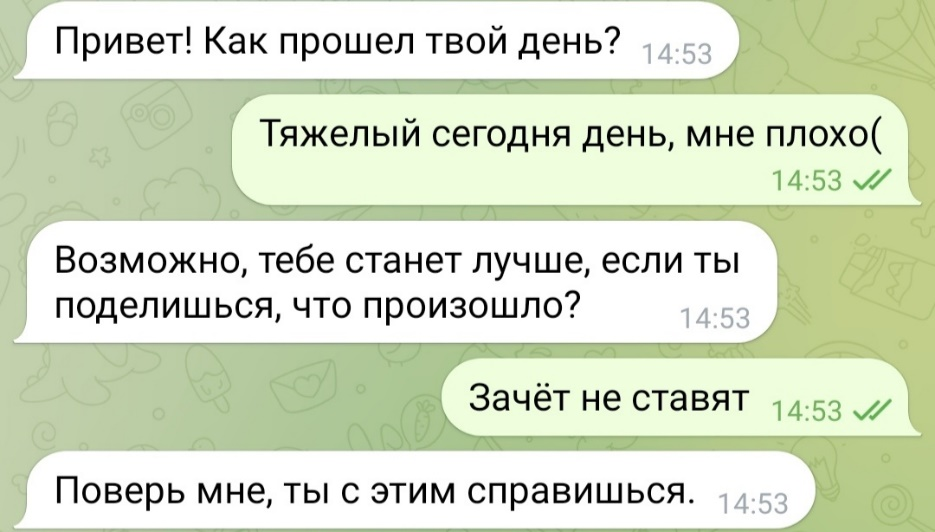 Привет! Как прошел твой день? 14:53
Тяжелый сегодня день, мне плохо(
14:53
Возможно, тебе станет лучше, если ты
поделишься, что произошло? 14:53
Зачёт не ставят 14:53
Поверь мне, ты с этим справишься. 14:53